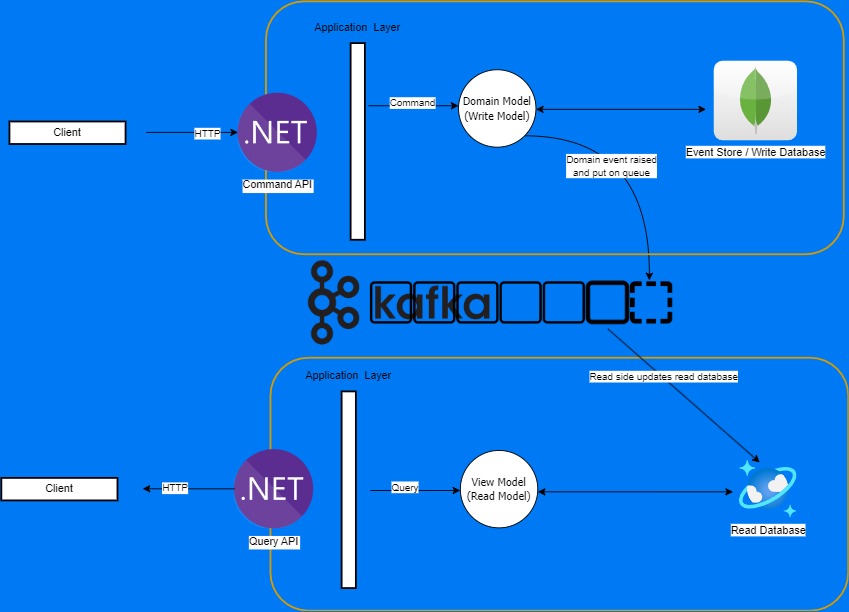 Application Layer
Client
HTTP
.NET
Command API
Command
Domain Model
(Write Model)
Event Store / Write Database
Domain event raised
and put on queue
kafka
Read side updates read database
Application Layer
Client
HTTP
.NET
Query API
Query
View Model
(Read Model)
Read Database